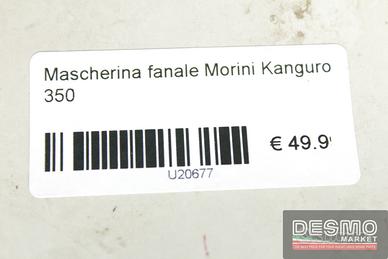 Mascherina fanale Morini Kanguro
350
€ 49.9
U20677
DESMO
MARKET